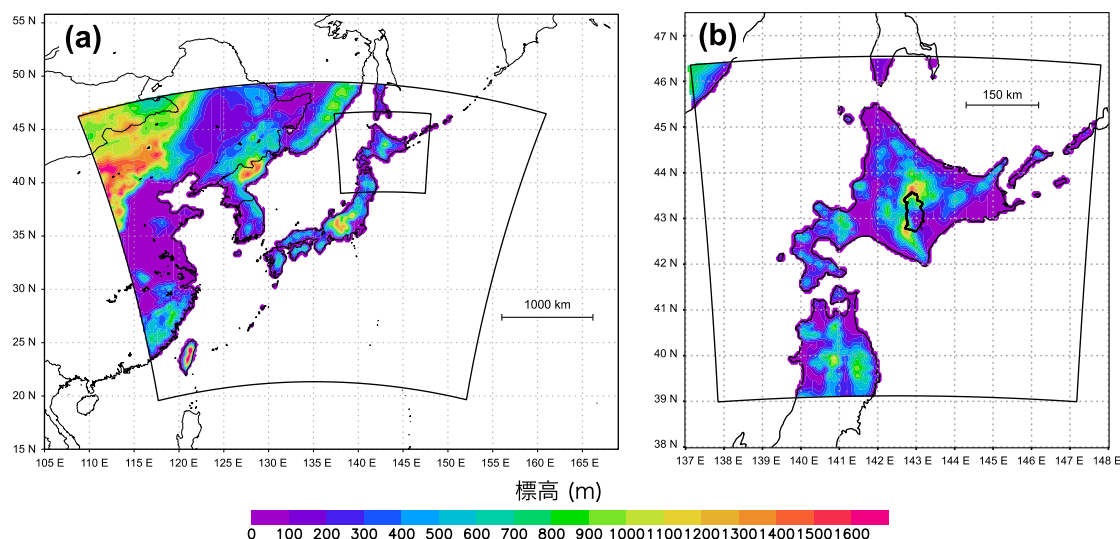 (a)
55 N
50 N
45 N
40 N
35 N
30 N
25 N
20 N
15 N
105 E 110 E 115 E 120 E 125 E 130 E 135 E 140 E 145 E 150 E 155 E 160 E 165 E
1000 km
(b)
47 N
46 N
45 N
44 N
43 N
42 N
41 N
40 N
39 N
38 N
137 E 138 E 139 E 140 E 141 E 142 E 143 E 144 E 145 E 146 E 147 E 148 E
150 km
標高 (m)
0 100 200 300 400 500 600 700 800 900 1000 1100 1200 1300 1400 1500 1600